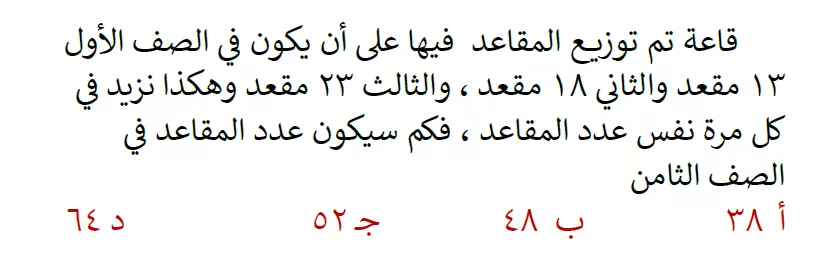 قاعة تم توزيع المقاعد فيها على أن يكون في الصف الأول
١٣ مقعد والثاني ١٨ مقعد ، والثالث ٢٣ مقعد وهكذا نزيد في
كل مرة نفس عدد المقاعد ، فكم سيكون عدد المقاعد في
الصف الثامن
أ ٣٨ ب ٤٨ جـ ٥٢ د ٦٤